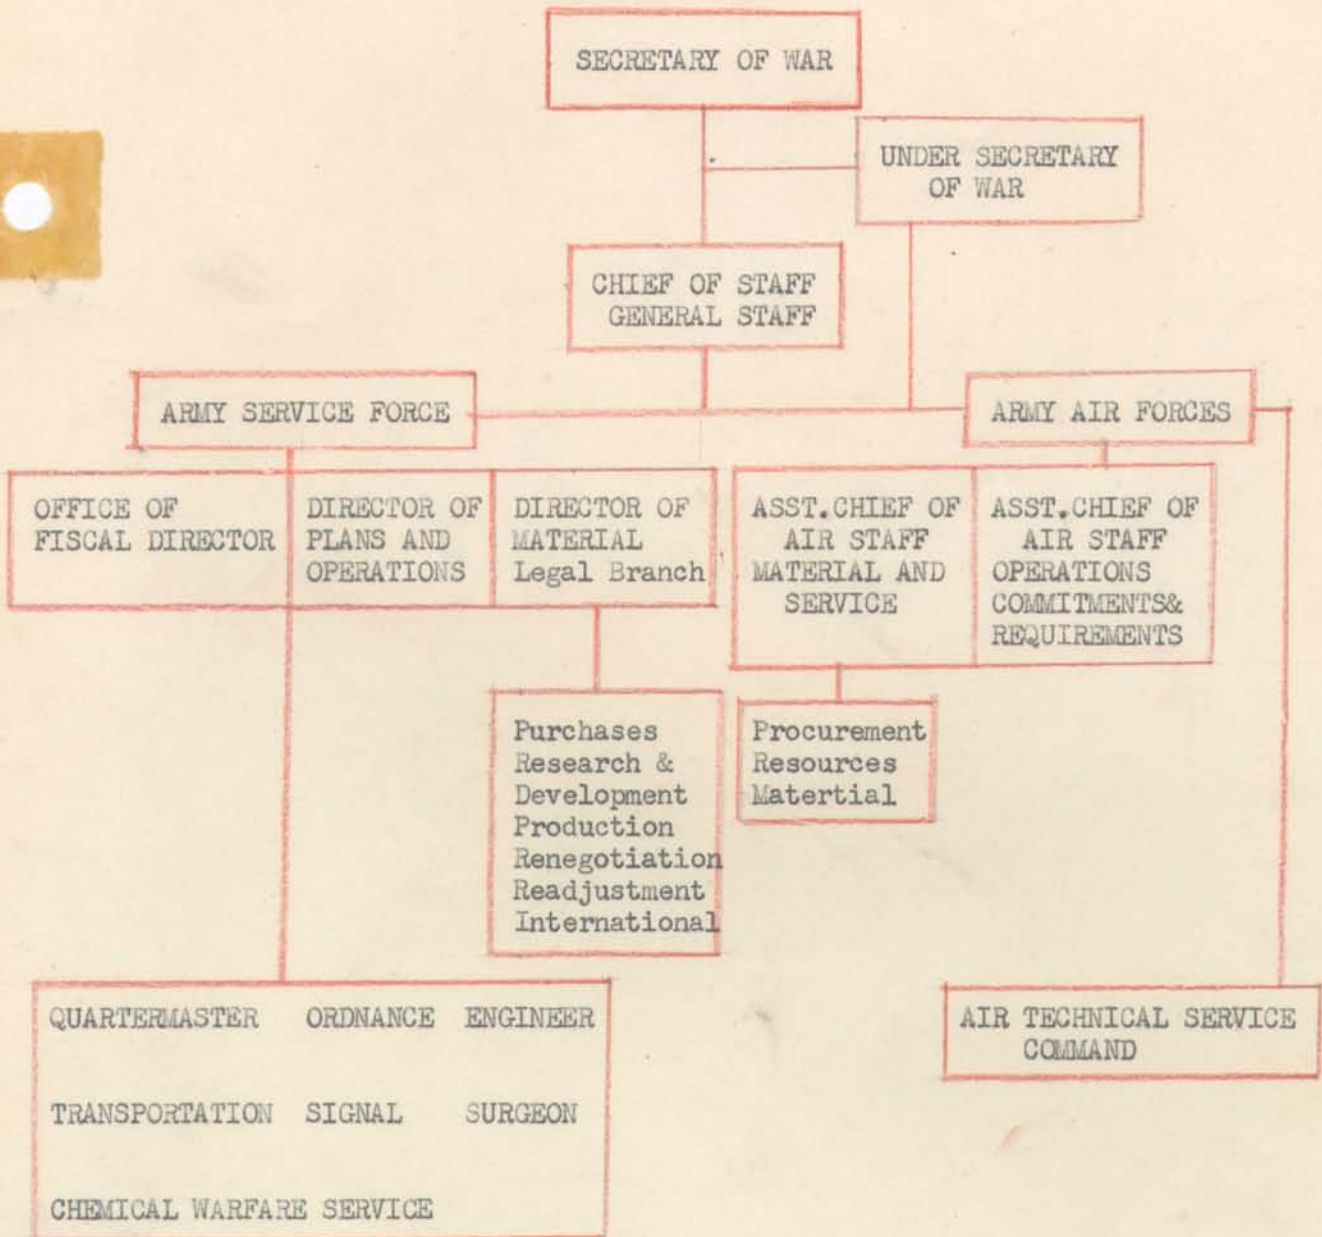 SECRETARY OF WAR
UNDER SECRETARY
OF WAR
CHIEF OF STAFF
GENERAL STAFF
ARMY SERVICE FORCE
ARMY AIR FORCES
OFFICE OF
FISCAL DIRECTOR
DIRECTOR OF
PLANS AND
OPERATIONS
DIRECTOR OF
MATERIAL
Legal Branch
ASST.CHIEF OF
AIR STAFF
MATERIAL AND
SERVICE
ASST.CHIEF OF
AIR STAFF
OPERATIONS
COMMITMENTS&
REQUIREMENTS
Purchases
Research &
Development
Production
Renegotiation
Readjustment
International
Procurement
Resources
Matertial
QUARTERMASTER ORDNANCE ENGINEER
TRANSPORTATION SIGNAL SURGEON
CHEMICAL WARFARE SERVICE
AIR TECHNICAL SERVICE
COMMAND